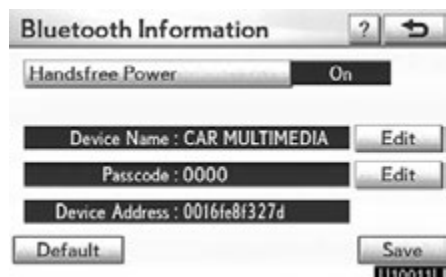 Bluetooth Information ?
Handsfree Power On
Device Name : CAR MULTIMEDIA Edit
Passcode : 0000 Edit
Device Address : 0016fe8f327d
Default Save